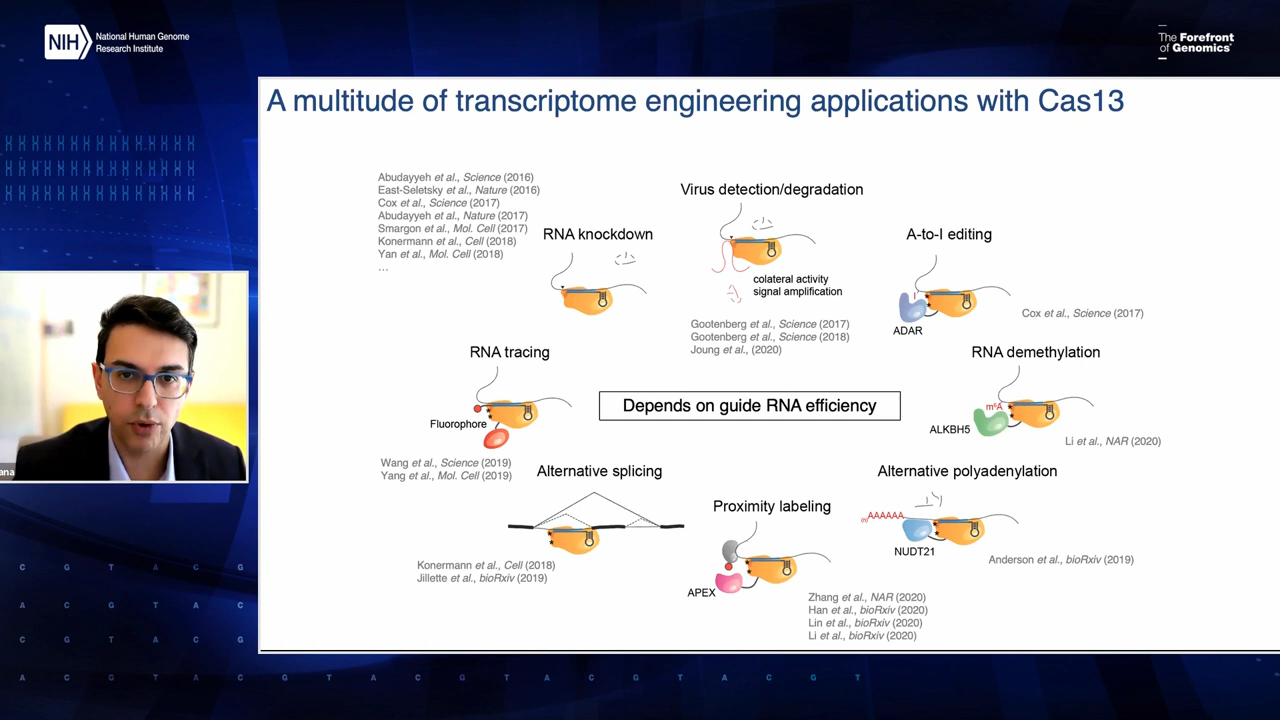 NIH
National Human Genome
Research Institute
The Forefront
of Genomics®
A multitude of transcriptome engineering applications with Cas13
Abudayyeh et al., Science (2016)
East-Seletsky et al., Nature (2016)
Cox et al., Science (2017)
Abudayyeh et al., Nature (2017)
Smargon et al., Mol. Cell (2017)
Konermann et al., Cell (2018)
Yan et al., Mol. Cell (2018)
...
RNA knockdown
Virus detection/degradation
collateral activity
signal amplification
Gootenberg et al., Science (2017)
Gootenberg et al., Science (2018)
Joung et al., (2020)
A-to-I editing
I
ADAR
Cox et al., Science (2017)
RNA tracing
Fluorophore
Wang et al., Science (2019)
Yang et al., Mol. Cell (2019)
Depends on guide RNA efficiency
RNA demethylation
m⁶A
ALKBH5
Li et al., NAR (2020)
Alternative splicing
Konermann et al., Cell (2018)
Jillette et al., bioRxiv (2019)
Proximity labeling
APEX
Zhang et al., NAR (2020)
Han et al., bioRxiv (2020)
Lin et al., bioRxiv (2020)
Li et al., bioRxiv (2020)
Alternative polyadenylation
(n)AAAAAA
NUDT21
Anderson et al., bioRxiv (2019)
ana
C G T A C G
A C G T A C
C G T A C G
A C G T A C G T A C G T A C G T A C G T